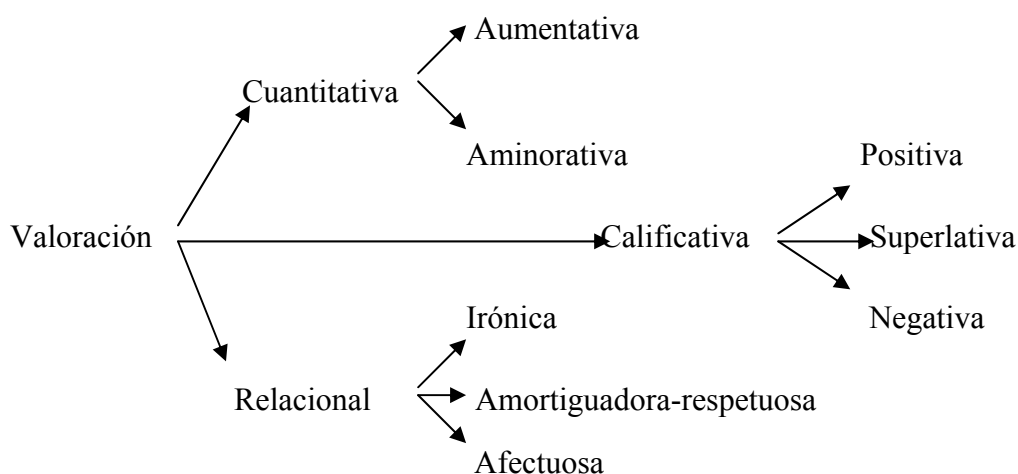 Aumentativa
Cuantitativa
Aminorativa
Positiva
Valoración
Calificativa
Superlativa
Irónica
Negativa
Relacional
Amortiguadora-respetuosa
Afectuosa